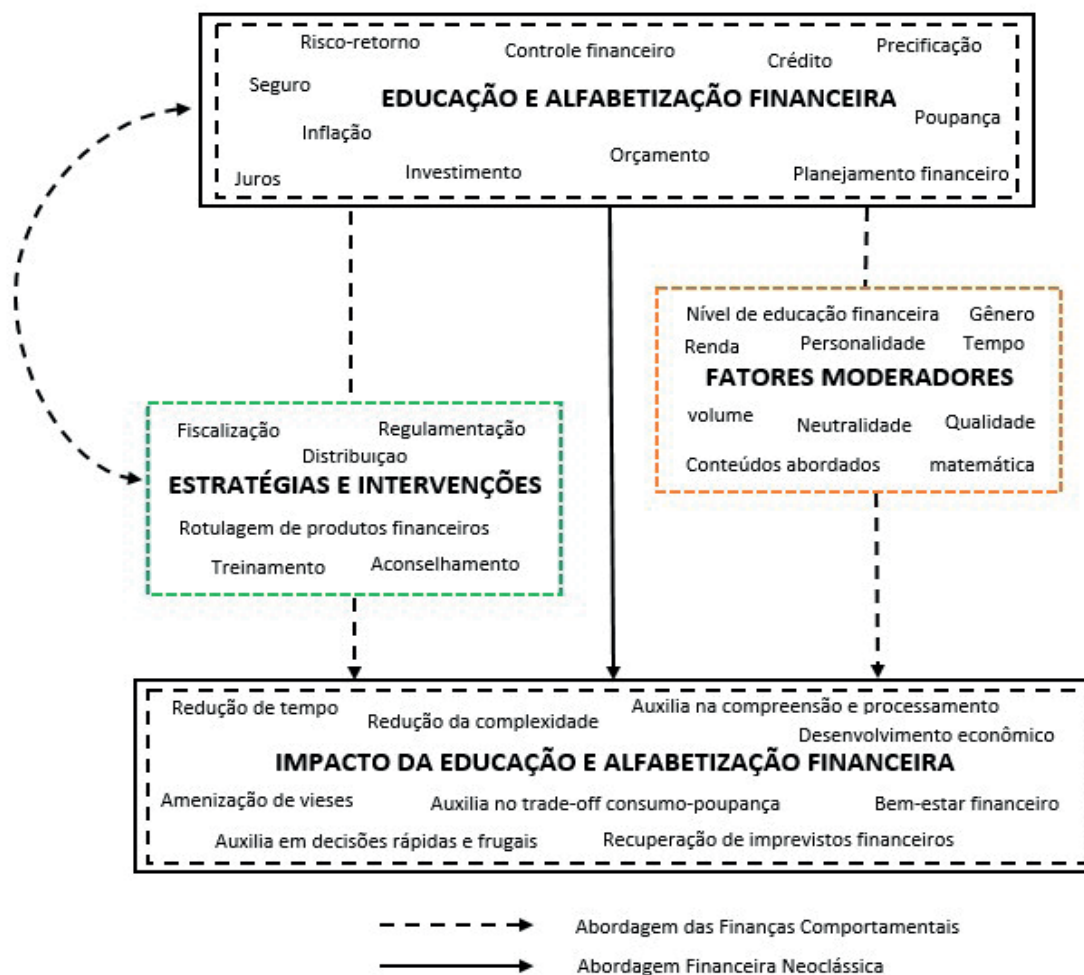 Risco-retorno
Controle financeiro
Precificação
Crédito
Seguro
EDUCAÇÃO E ALFABETIZAÇÃO FINANCEIRA
Poupança
Inflação
Orçamento
Juros
Investimento
Planejamento financeiro
Nível de educação financeira
Gênero
Renda
Personalidade
Tempo
FATORES MODERADORES
volume
Neutralidade
Qualidade
Conteúdos abordados
matemática
Fiscalização
Regulamentação
Distribuiçao
ESTRATÉGIAS E INTERVENÇÕES
Rotulagem de produtos financeiros
Treinamento
Aconselhamento
Redução de tempo
Redução da complexidade
Auxilia na compreensão e processamento
Desenvolvimento econômico
IMPACTO DA EDUCAÇÃO E ALFABETIZAÇÃO FINANCEIRA
Amenização de vieses
Auxilia no trade-off consumo-poupança
Bem-estar financeiro
Auxilia em decisões rápidas e frugais
Recuperação de imprevistos financeiros
Abordagem das Finanças Comportamentais
Abordagem Financeira Neoclássica